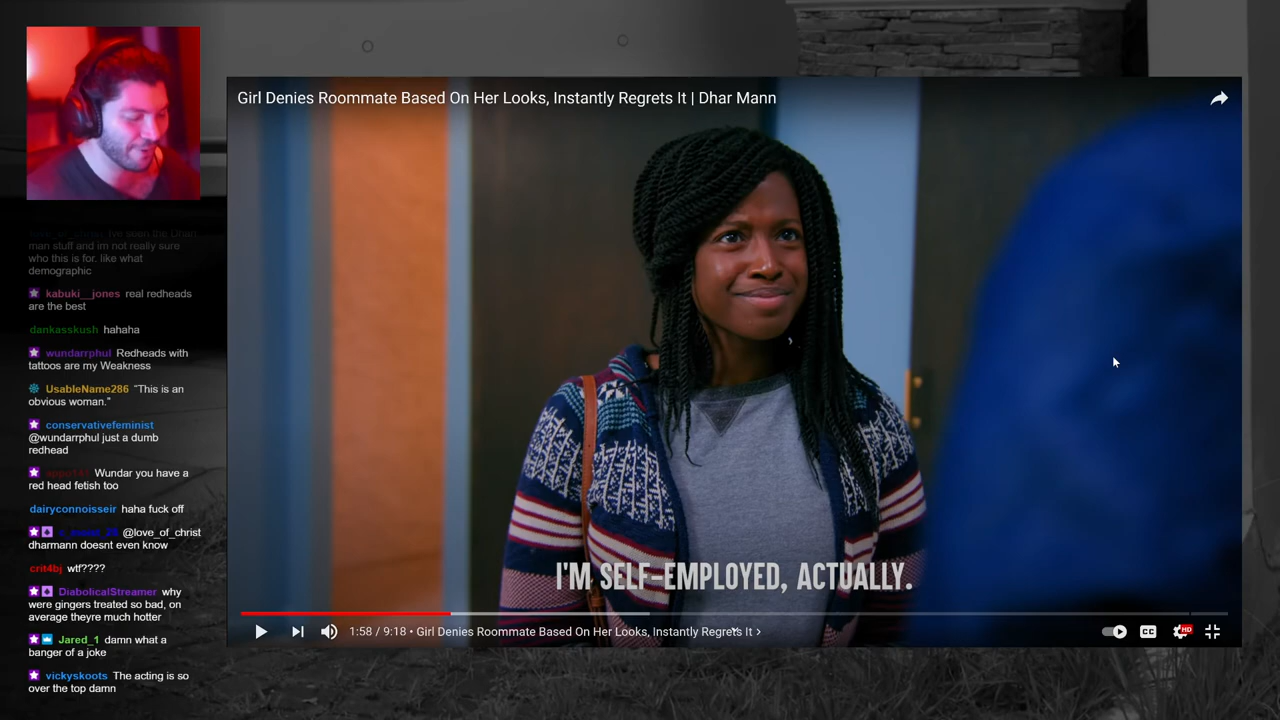 Girl Denies Roommate Based On Her Looks, Instantly Regrets It | Dhar Mann
I've seen the Dhar
man stuff and im not really sure
who this is for. like what
demographic
kabuki__jones real redheads
are the best
dankasskush hahaha
wundarrphul Redheads with
tattoos are my Weakness
UsableName286 "This is an
obvious woman."
conservativefeminist
@wundarrphul just a dumb
redhead
Wundar you have a
red head fetish too
dairyconnoisseir haha fuck off
@love_of_christ
dharmann doesnt even know
crit4bj wtf????
DiabolicalStreamer why
were gingers treated so bad, on
average theyre much hotter
Jared_1 damn what a
banger of a joke
vickyskoots The acting is so
over the top damn
I'M SELF-EMPLOYED, ACTUALLY.
1:58 / 9:18 • Girl Denies Roommate Based On Her Looks, Instantly Regrets It ›
CC
HD